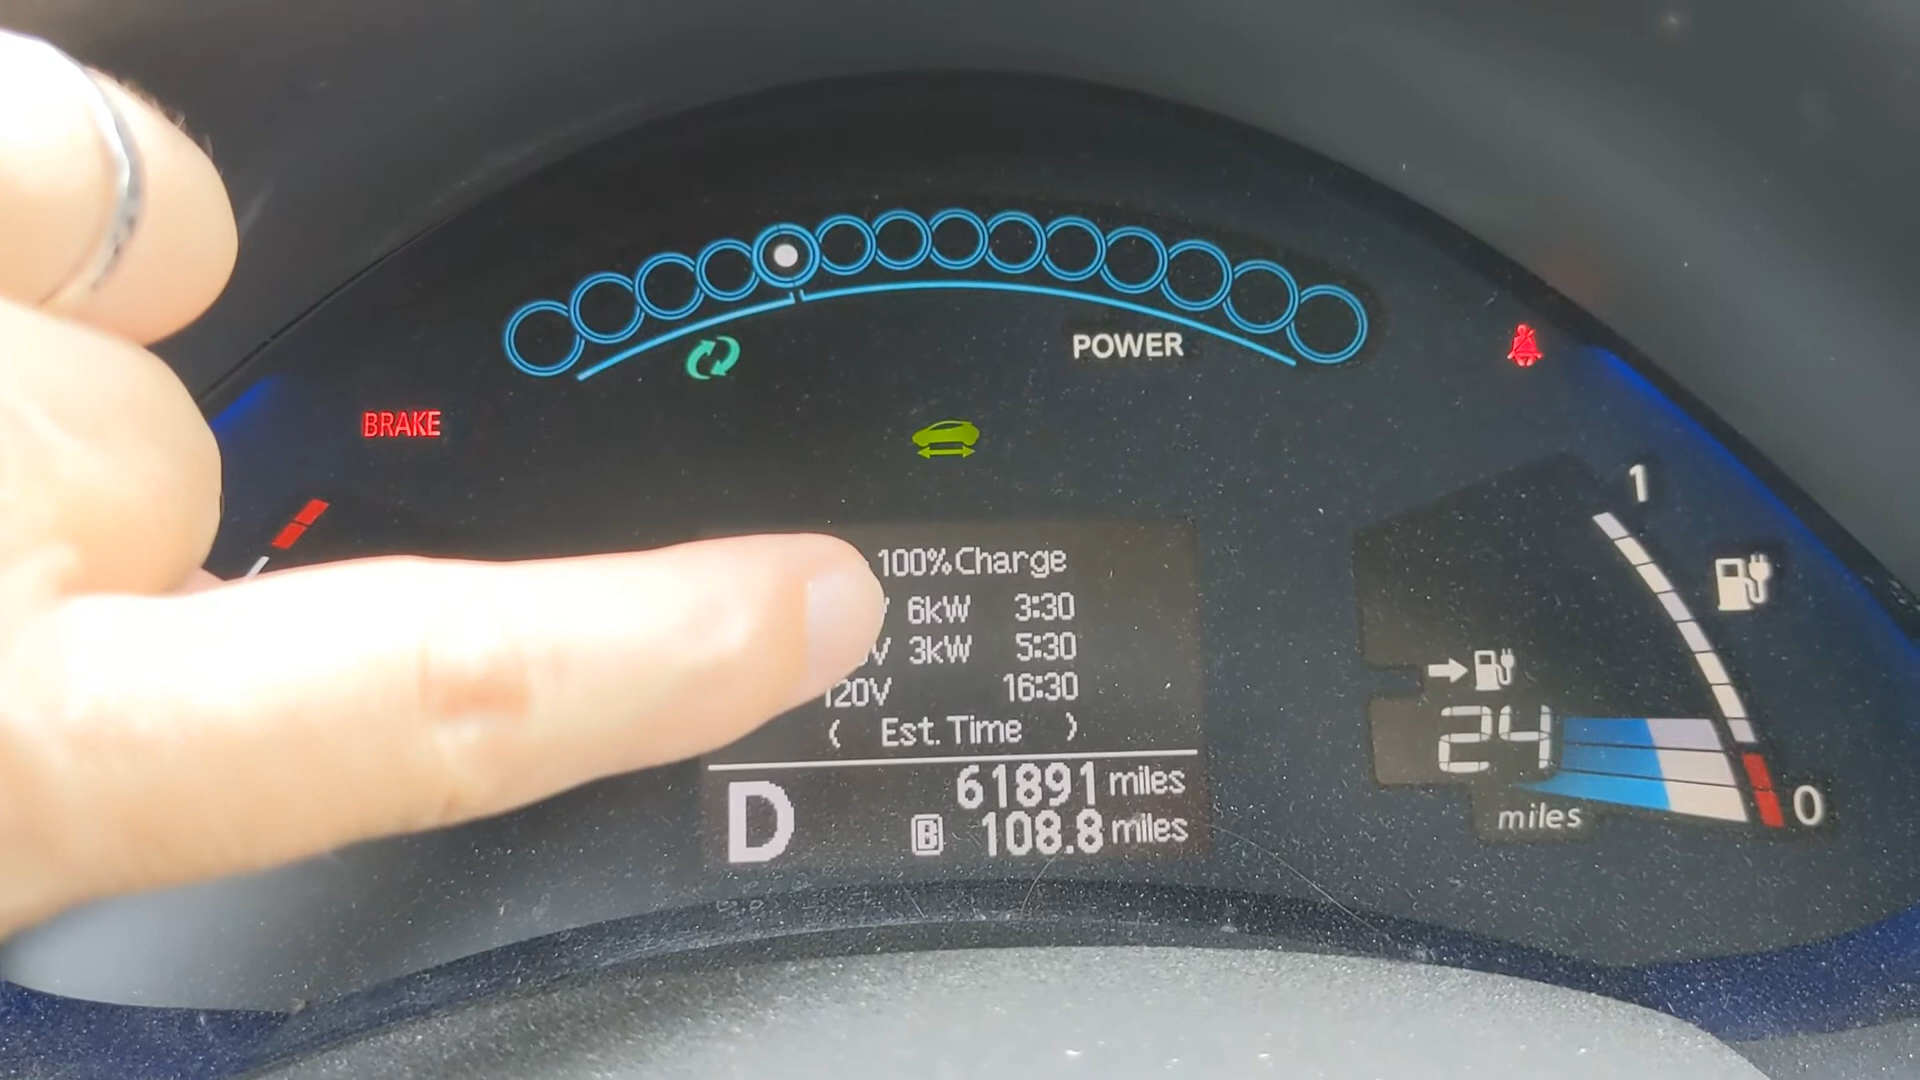 POWER
BRAKE
1
100% Charge
6kW 3:30
3kW 5:30
120V 16:30
( Est. Time )
24
miles
0
D
61891 miles
B 108.8 miles